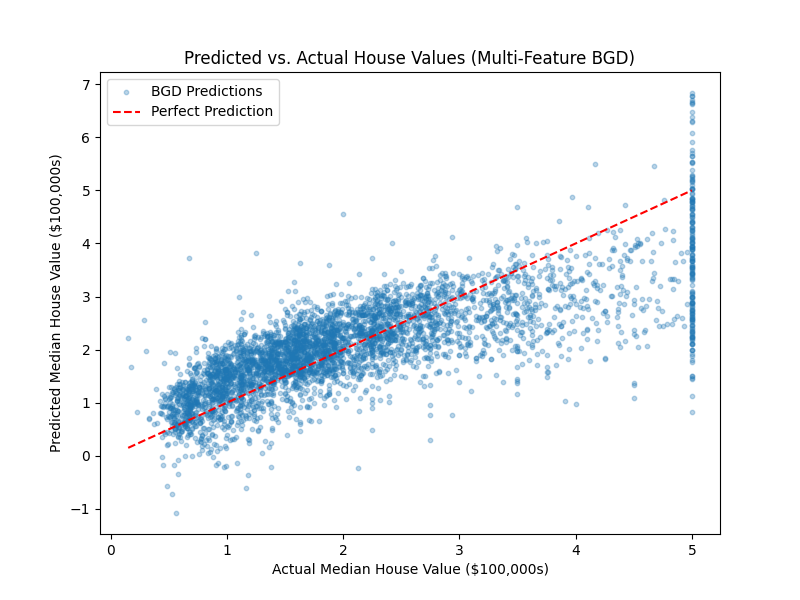 Predicted vs. Actual House Values (Multi-Feature BGD)
BGD Predictions
Perfect Prediction
Predicted Median House Value ($100,000s)
7
6
5
4
3
2
1
0
−1
0 1 2 3 4 5
Actual Median House Value ($100,000s)